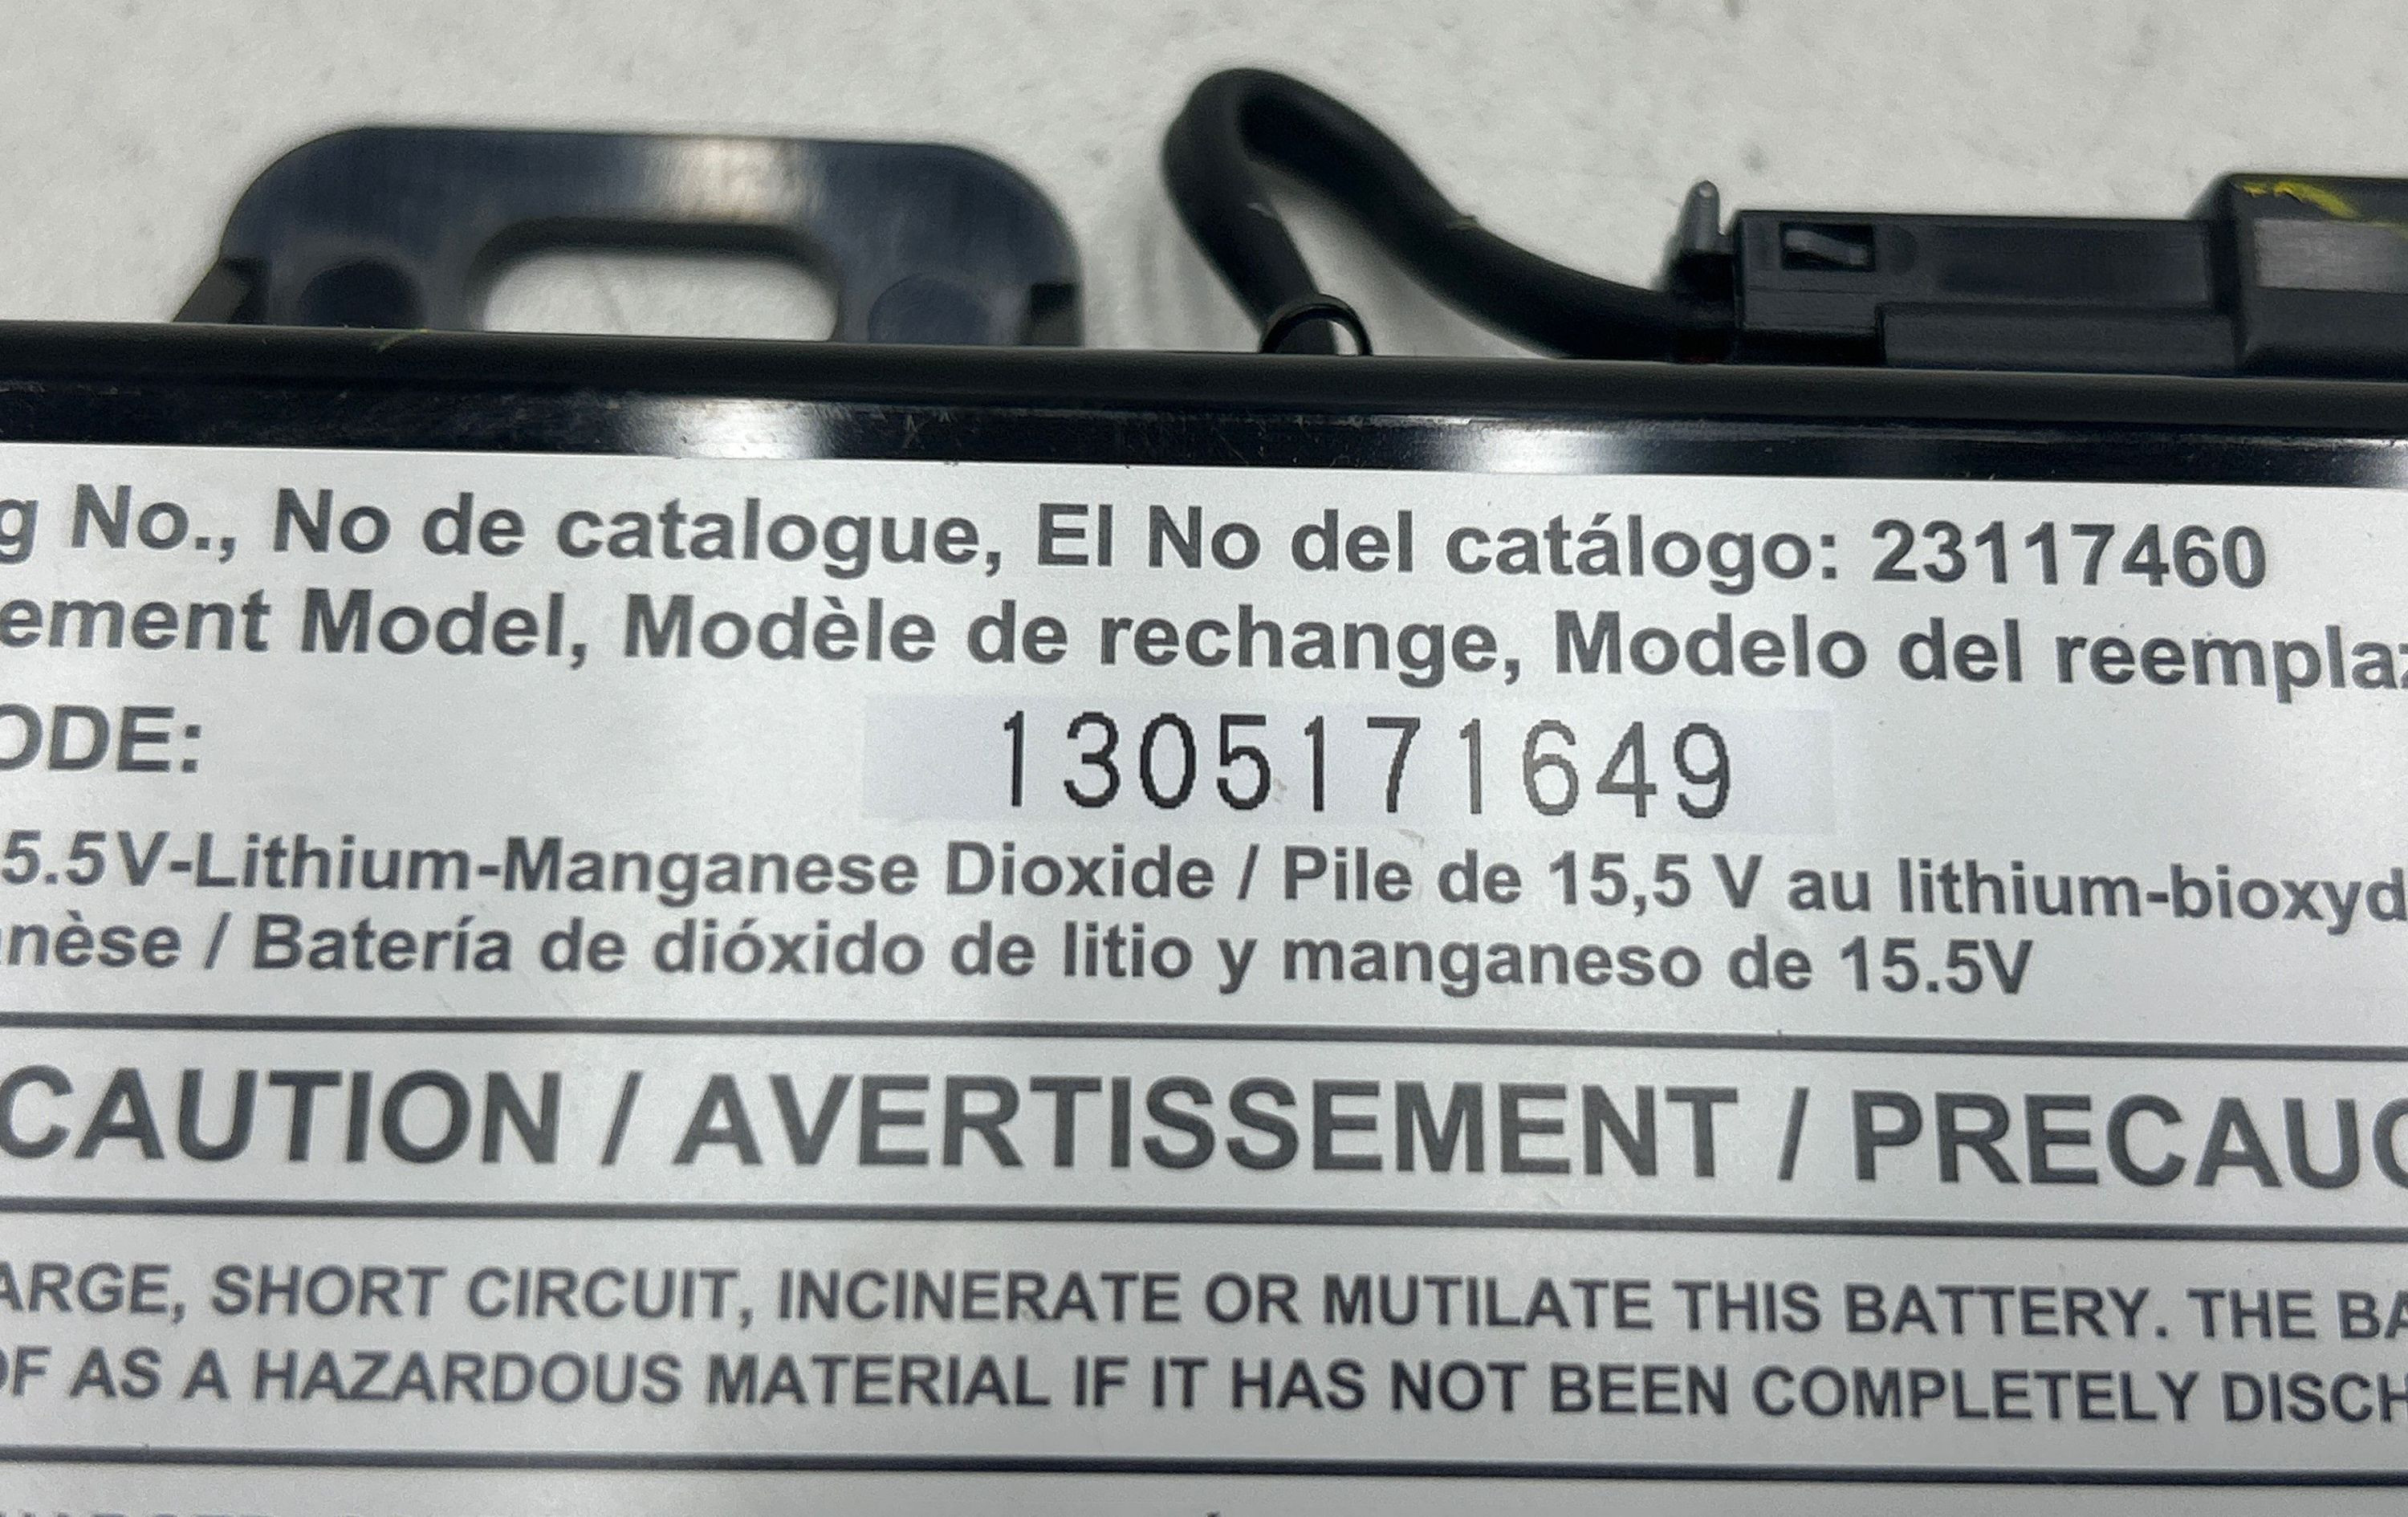 g No., No de catalogue, El No del catálogo: 23117460
ement Model, Modèle de rechange, Modelo del reempla
ODE: 1305171649
5.5V-Lithium-Manganese Dioxide / Pile de 15,5 V au lithium-bioxyd
nèse / Batería de dióxido de litio y manganeso de 15.5V
CAUTION / AVERTISSEMENT / PRECAUC
ARGE, SHORT CIRCUIT, INCINERATE OR MUTILATE THIS BATTERY. THE BA
OF AS A HAZARDOUS MATERIAL IF IT HAS NOT BEEN COMPLETELY DISCH